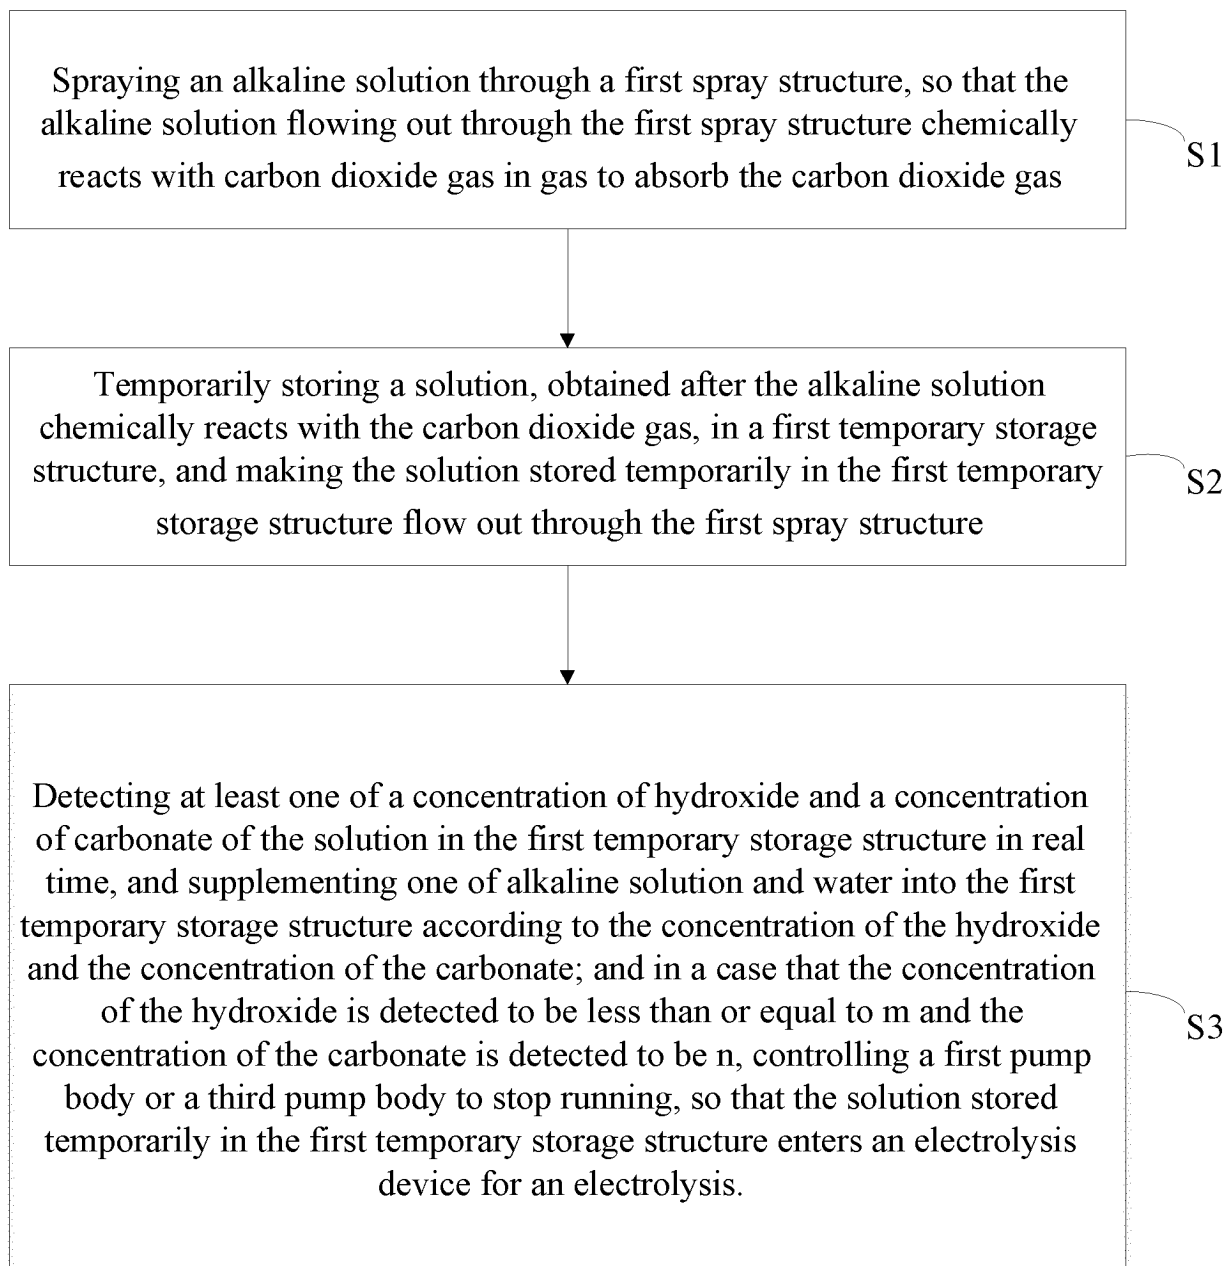 Spraying an alkaline solution through a first spray structure, so that the
alkaline solution flowing out through the first spray structure chemically
reacts with carbon dioxide gas in gas to absorb the carbon dioxide gas
S1
Temporarily storing a solution, obtained after the alkaline solution
chemically reacts with the carbon dioxide gas, in a first temporary storage
structure, and making the solution stored temporarily in the first temporary
storage structure flow out through the first spray structure
S2
Detecting at least one of a concentration of hydroxide and a concentration
of carbonate of the solution in the first temporary storage structure in real
time, and supplementing one of alkaline solution and water into the first
temporary storage structure according to the concentration of the hydroxide
and the concentration of the carbonate; and in a case that the concentration
of the hydroxide is detected to be less than or equal to m and the
concentration of the carbonate is detected to be n, controlling a first pump
body or a third pump body to stop running, so that the solution stored
temporarily in the first temporary storage structure enters an electrolysis
device for an electrolysis.
S3